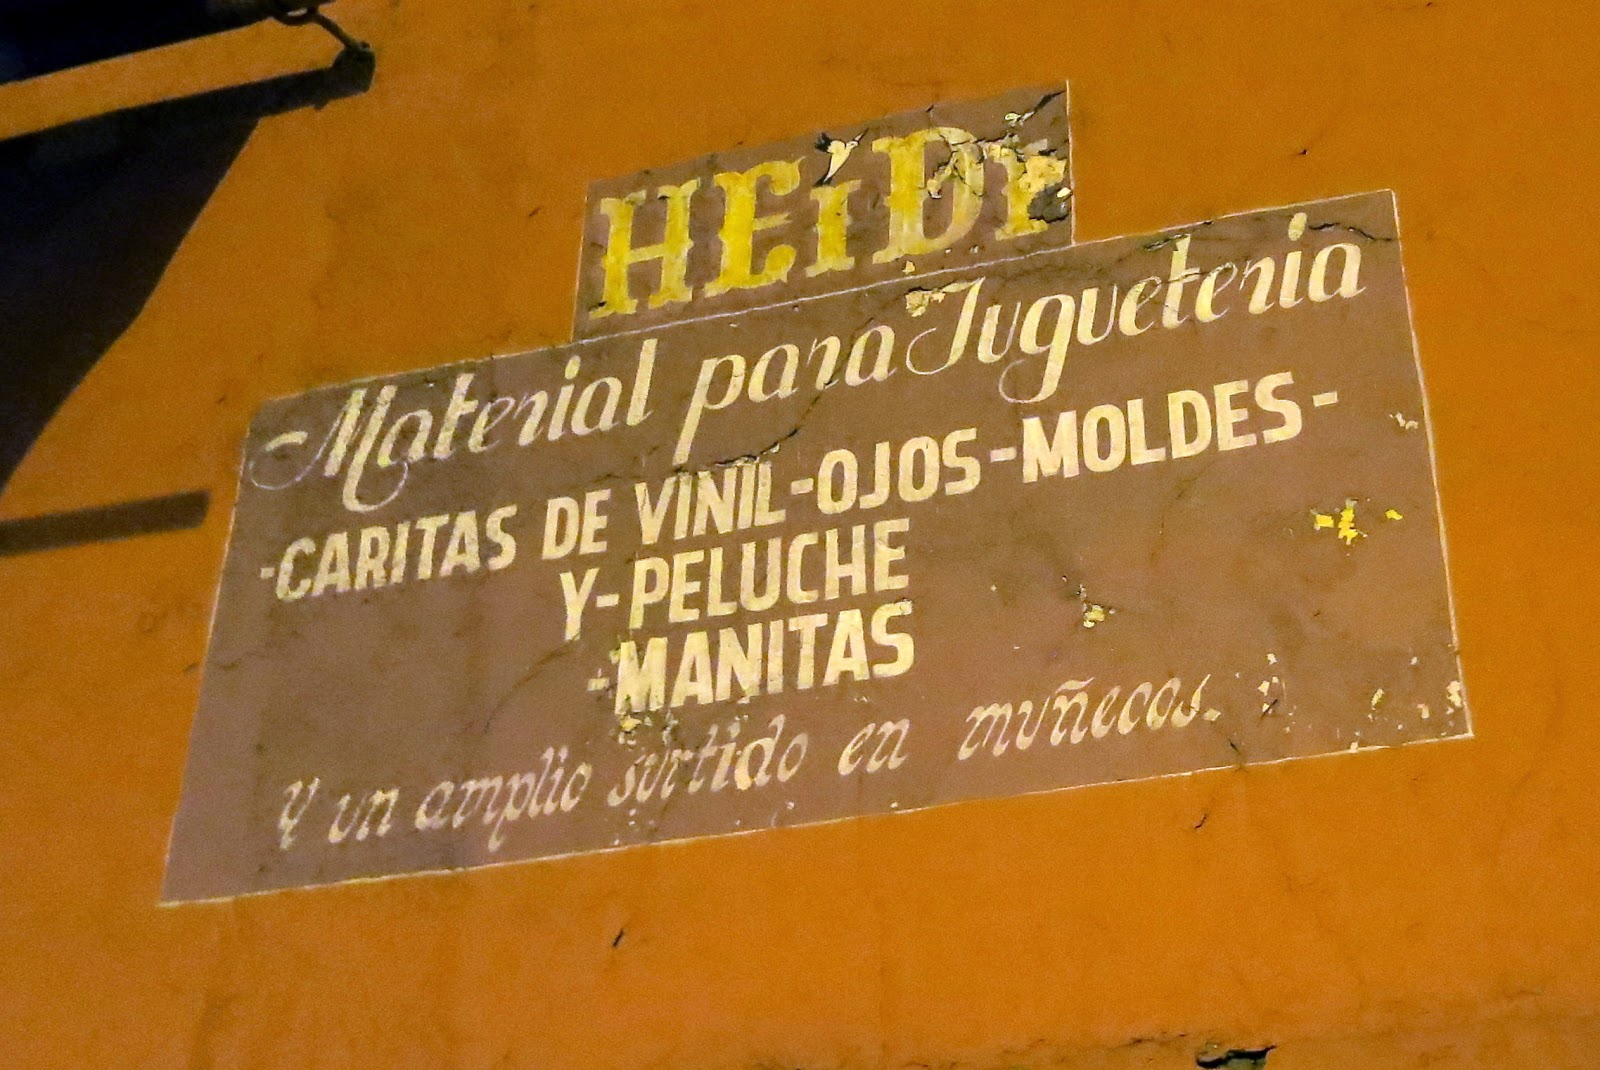 HEiDi
Material para Jugueteria
-CARITAS DE VINIL-OJOS-MOLDES-
Y-PELUCHE
-MANITAS
Y un amplio surtido en muñecos.